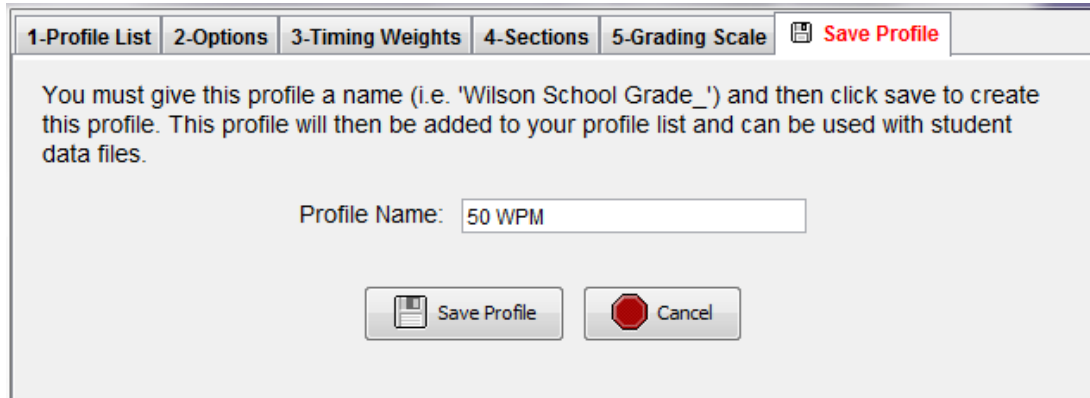 1-Profile List 2-Options 3-Timing Weights 4-Sections 5-Grading Scale Save Profile
You must give this profile a name (i.e. 'Wilson School Grade_') and then click save to create
this profile. This profile will then be added to your profile list and can be used with student
data files.
Profile Name: 50 WPM
Save Profile Cancel